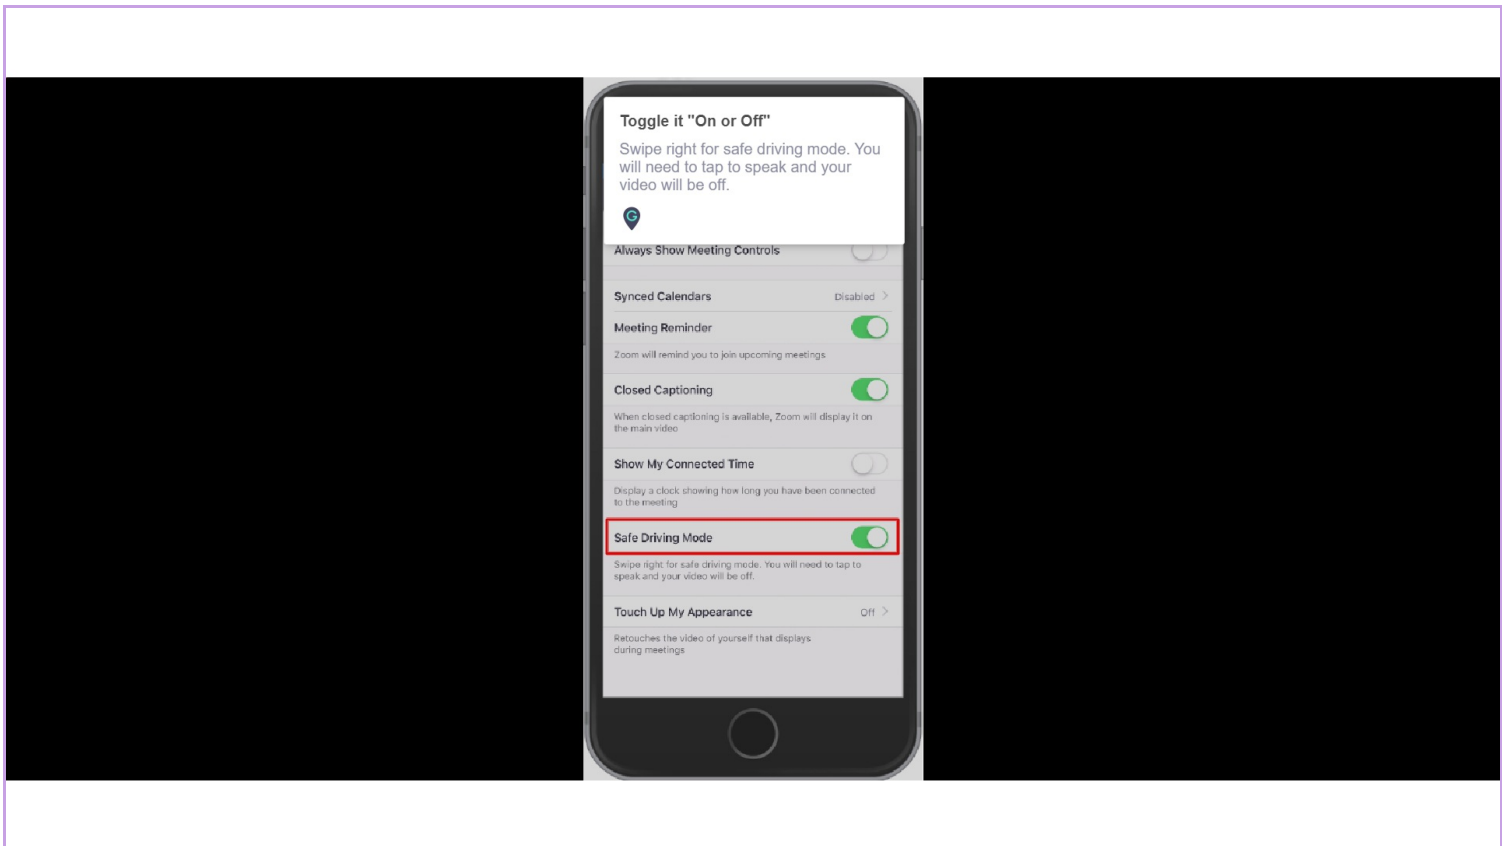 Toggle it "On or Off"
Swipe right for safe driving mode. You
will need to tap to speak and your
video will be off.
G
Always Show Meeting Controls
Synced Calendars Disabled
Meeting Reminder
Zoom will remind you to join upcoming meetings
Closed Captioning
When closed captioning is available, Zoom will display it on
the main video
Show My Connected Time
Display a clock showing how long you have been connected
to the meeting
Safe Driving Mode
Swipe right for safe driving mode. You will need to tap to
speak and your video will be off.
Touch Up My Appearance Off
Retouches the video of yourself that displays
during meetings